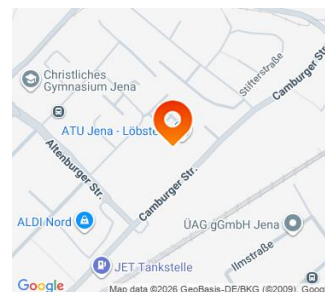 Christliches
Gymnasium Jena
Stifterstraße
Camburger Str.
ATU Jena - Löbste
Altenburger Str.
Camburger Str.
ALDI Nord
ÜAG gGmbH Jena
Ilmstraße
JET Tankstelle
Google
Map data ©2026 GeoBasis-DE/BKG (©2009), Goog